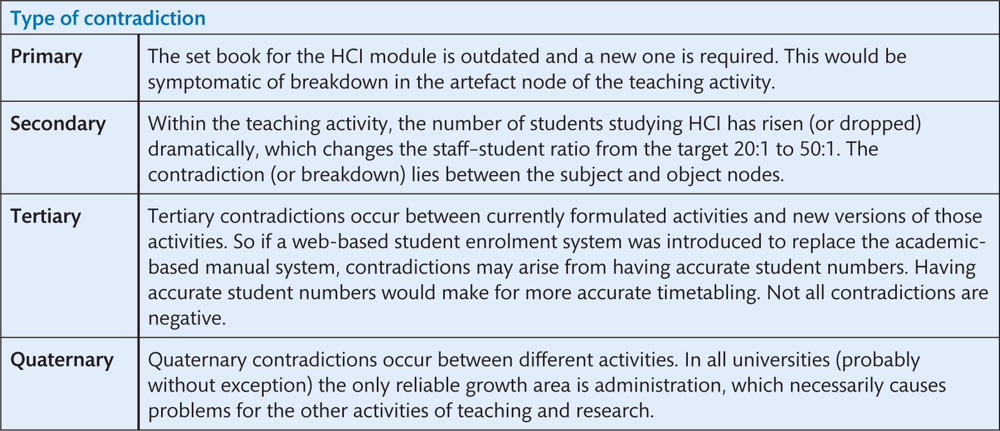 Type of contradiction
Primary
The set book for the HCI module is outdated and a new one is required. This would be
symptomatic of breakdown in the artefact node of the teaching activity.
Secondary
Within the teaching activity, the number of students studying HCI has risen (or dropped)
dramatically, which changes the staff–student ratio from the target 20:1 to 50:1. The
contradiction (or breakdown) lies between the subject and object nodes.
Tertiary
Tertiary contradictions occur between currently formulated activities and new versions of those
activities. So if a web-based student enrolment system was introduced to replace the academic-
based manual system, contradictions may arise from having accurate student numbers. Having
accurate student numbers would make for more accurate timetabling. Not all contradictions are
negative.
Quaternary
Quaternary contradictions occur between different activities. In all universities (probably
without exception) the only reliable growth area is administration, which necessarily causes
problems for the other activities of teaching and research.